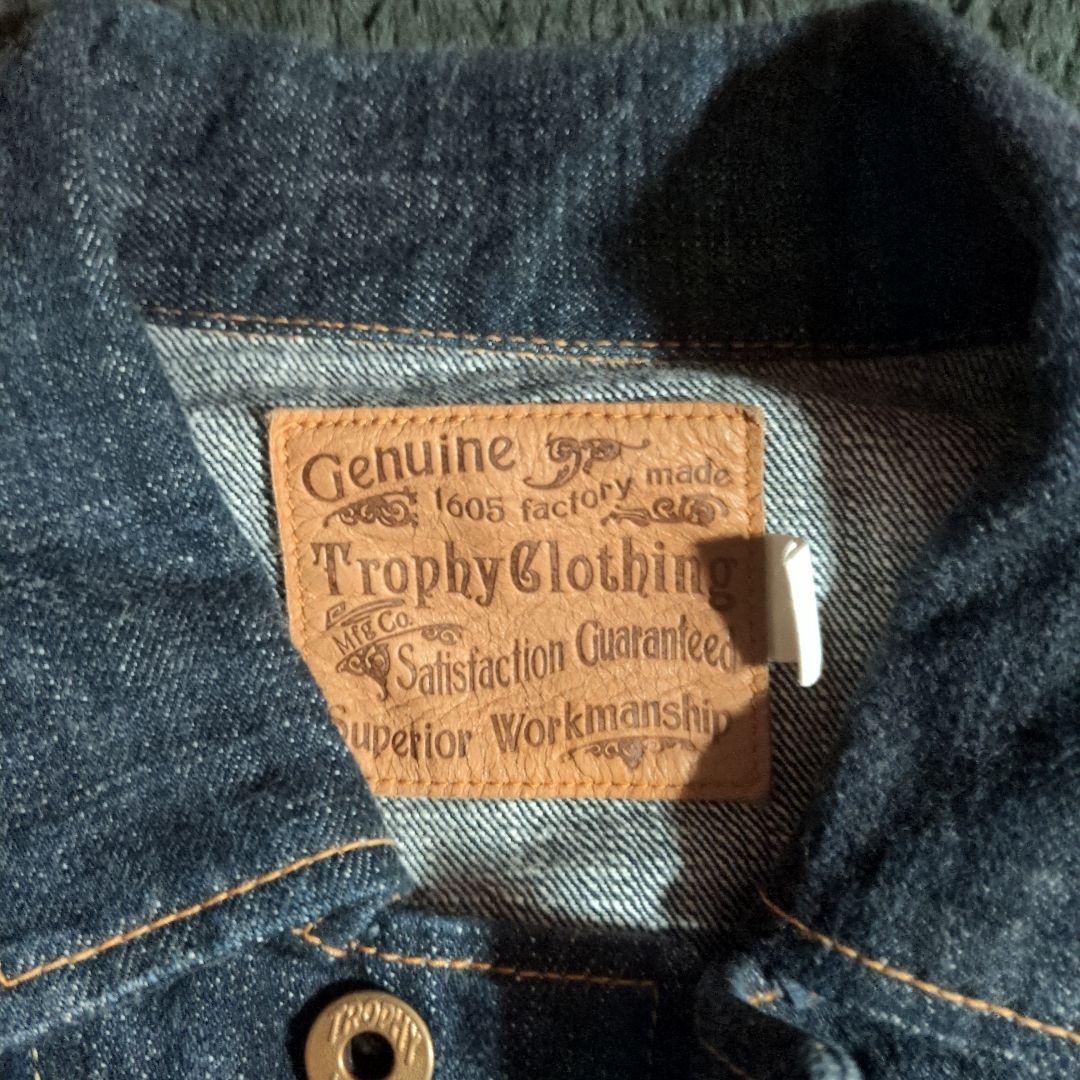 Genuine
1605 factory made
Trophy Clothing
Mfg Co.
Satisfaction Guaranteed
Superior Workmanship
TROPHY